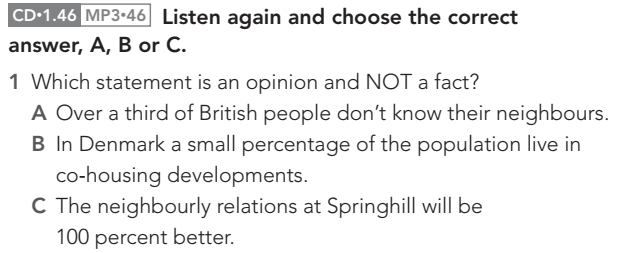 CD•1.46 MP3•46 Listen again and choose the correct
answer, A, B or C.
1 Which statement is an opinion and NOT a fact?
A Over a third of British people don't know their neighbours.
B In Denmark a small percentage of the population live in
co-housing developments.
C The neighbourly relations at Springhill will be
100 percent better.